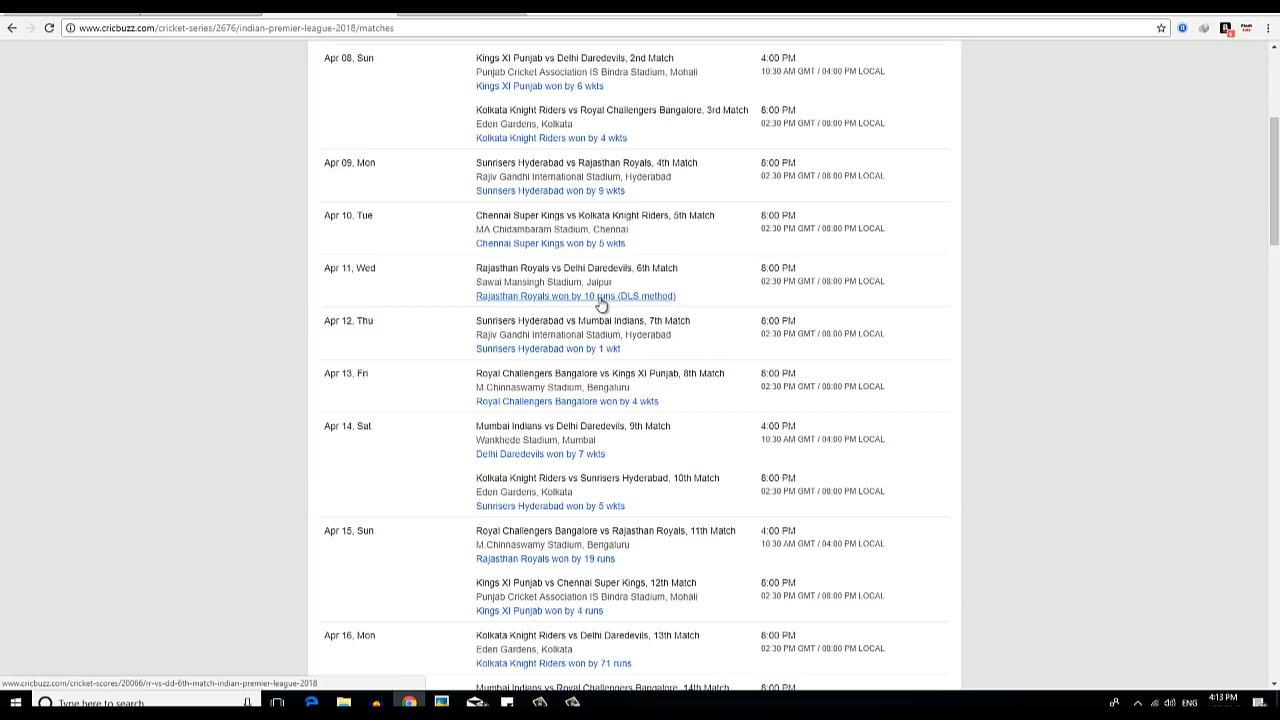 www.cricbuzz.com/cricket-series/2676/indian-premier-league-2018/matches
Apr 08, Sun
Kings XI Punjab vs Delhi Daredevils, 2nd Match
4:00 PM
Punjab Cricket Association IS Bindra Stadium, Mohali
10:30 AM GMT / 04:00 PM LOCAL
Kings XI Punjab won by 6 wkts
Kolkata Knight Riders vs Royal Challengers Bangalore, 3rd Match
8:00 PM
Eden Gardens, Kolkata
02:30 PM GMT / 08:00 PM LOCAL
Kolkata Knight Riders won by 4 wkts
Apr 09, Mon
Sunrisers Hyderabad vs Rajasthan Royals, 4th Match
8:00 PM
Rajiv Gandhi International Stadium, Hyderabad
02:30 PM GMT / 08:00 PM LOCAL
Sunrisers Hyderabad won by 9 wkts
Apr 10, Tue
Chennai Super Kings vs Kolkata Knight Riders, 5th Match
8:00 PM
MA Chidambaram Stadium, Chennai
02:30 PM GMT / 08:00 PM LOCAL
Chennai Super Kings won by 5 wkts
Apr 11, Wed
Rajasthan Royals vs Delhi Daredevils, 6th Match
8:00 PM
Sawai Mansingh Stadium, Jaipur
02:30 PM GMT / 08:00 PM LOCAL
Rajasthan Royals won by 10 runs (DLS method)
Apr 12, Thu
Sunrisers Hyderabad vs Mumbai Indians, 7th Match
8:00 PM
Rajiv Gandhi International Stadium, Hyderabad
02:30 PM GMT / 08:00 PM LOCAL
Sunrisers Hyderabad won by 1 wkt
Apr 13, Fri
Royal Challengers Bangalore vs Kings XI Punjab, 8th Match
8:00 PM
M.Chinnaswamy Stadium, Bengaluru
02:30 PM GMT / 08:00 PM LOCAL
Royal Challengers Bangalore won by 4 wkts
Apr 14, Sat
Mumbai Indians vs Delhi Daredevils, 9th Match
4:00 PM
Wankhede Stadium, Mumbai
10:30 AM GMT / 04:00 PM LOCAL
Delhi Daredevils won by 7 wkts
Kolkata Knight Riders vs Sunrisers Hyderabad, 10th Match
8:00 PM
Eden Gardens, Kolkata
02:30 PM GMT / 08:00 PM LOCAL
Sunrisers Hyderabad won by 5 wkts
Apr 15, Sun
Royal Challengers Bangalore vs Rajasthan Royals, 11th Match
4:00 PM
M.Chinnaswamy Stadium, Bengaluru
10:30 AM GMT / 04:00 PM LOCAL
Rajasthan Royals won by 19 runs
Kings XI Punjab vs Chennai Super Kings, 12th Match
8:00 PM
Punjab Cricket Association IS Bindra Stadium, Mohali
02:30 PM GMT / 08:00 PM LOCAL
Kings XI Punjab won by 4 runs
Apr 16, Mon
Kolkata Knight Riders vs Delhi Daredevils, 13th Match
8:00 PM
Eden Gardens, Kolkata
02:30 PM GMT / 08:00 PM LOCAL
Kolkata Knight Riders won by 71 runs
Mumbai Indians vs Royal Challengers Bangalore, 14th Match
8:00 PM
www.cricbuzz.com/cricket-scores/20066/rr-vs-dd-6th-match-indian-premier-league-2018
Type here to search
ENG
4:13 PM